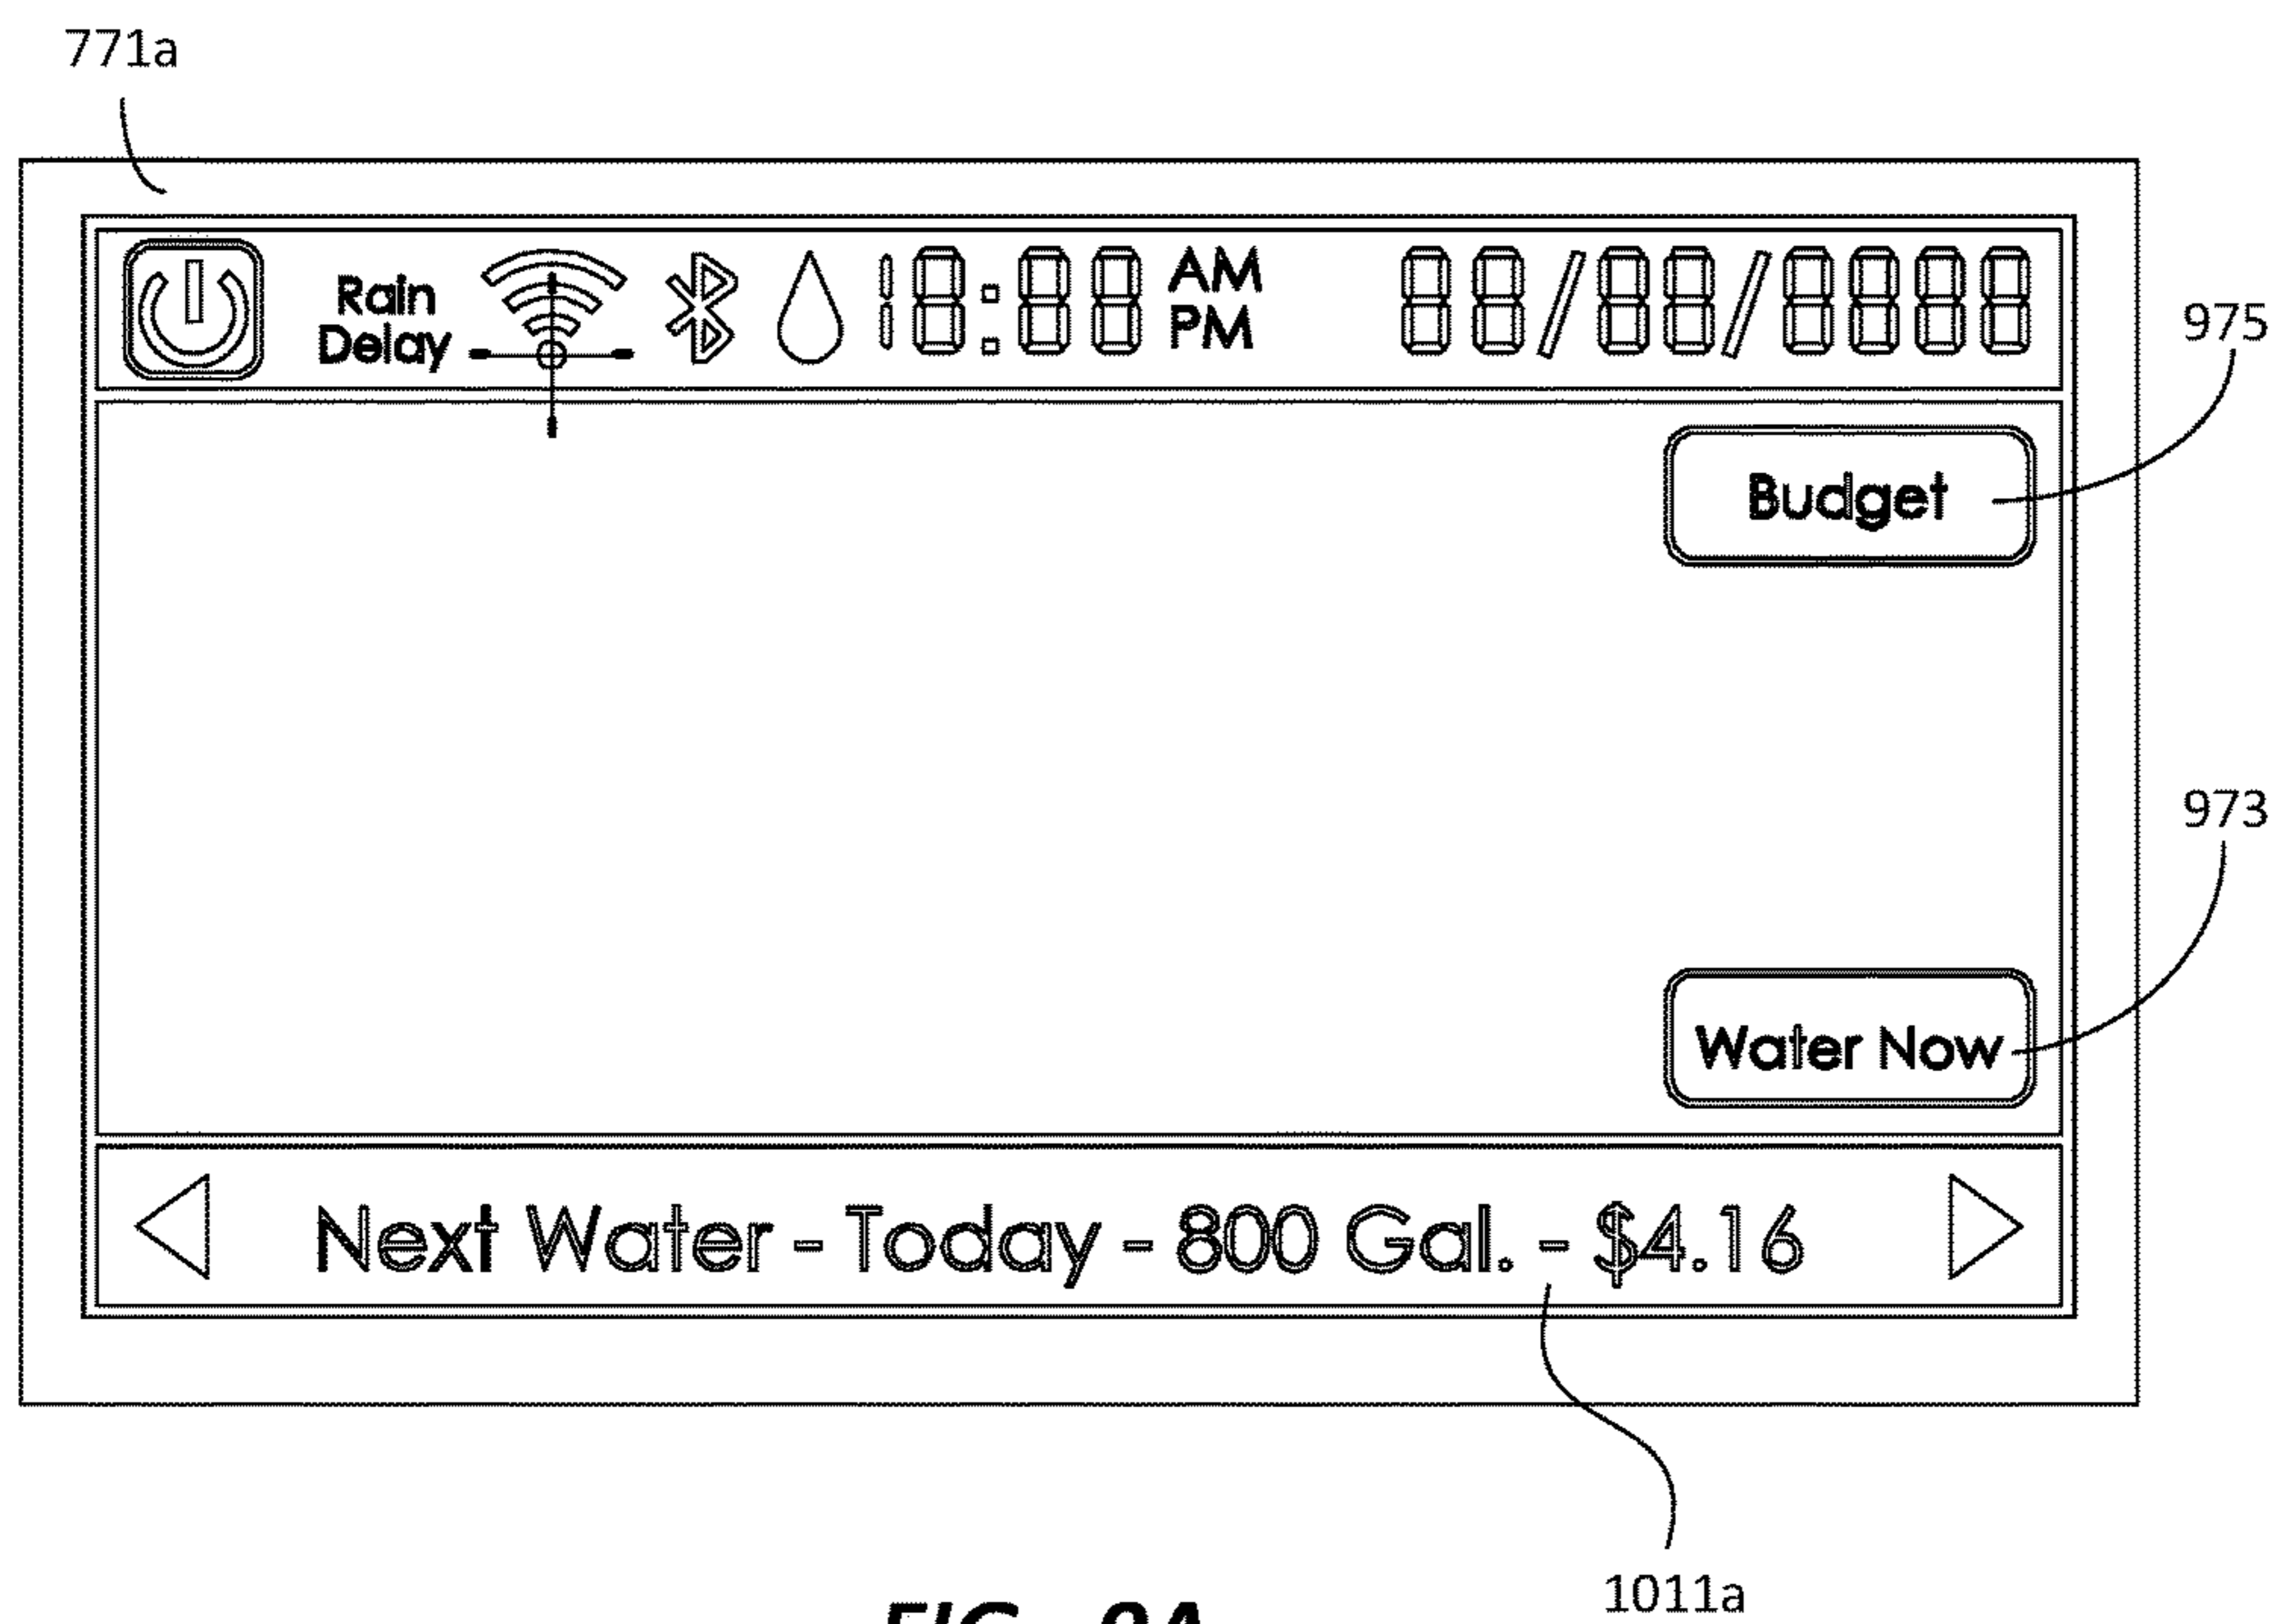 771a
Rain
Delay
18:88 AM
PM
88/88/8888
975
Budget
973
Water Now
Next Water - Today - 800 Gal. - $4.16
1011a